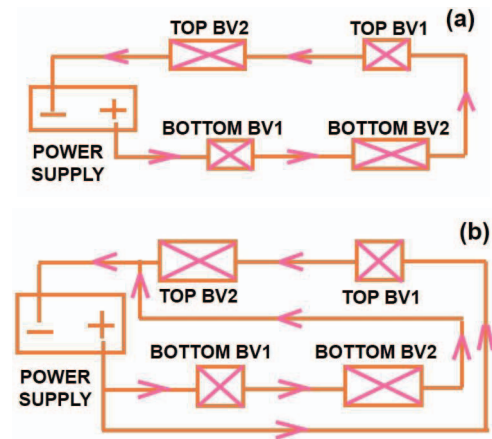 (a)
TOP BV2 TOP BV1
− +
BOTTOM BV1 BOTTOM BV2
POWER
SUPPLY
(b)
TOP BV2 TOP BV1
− +
BOTTOM BV1 BOTTOM BV2
POWER
SUPPLY